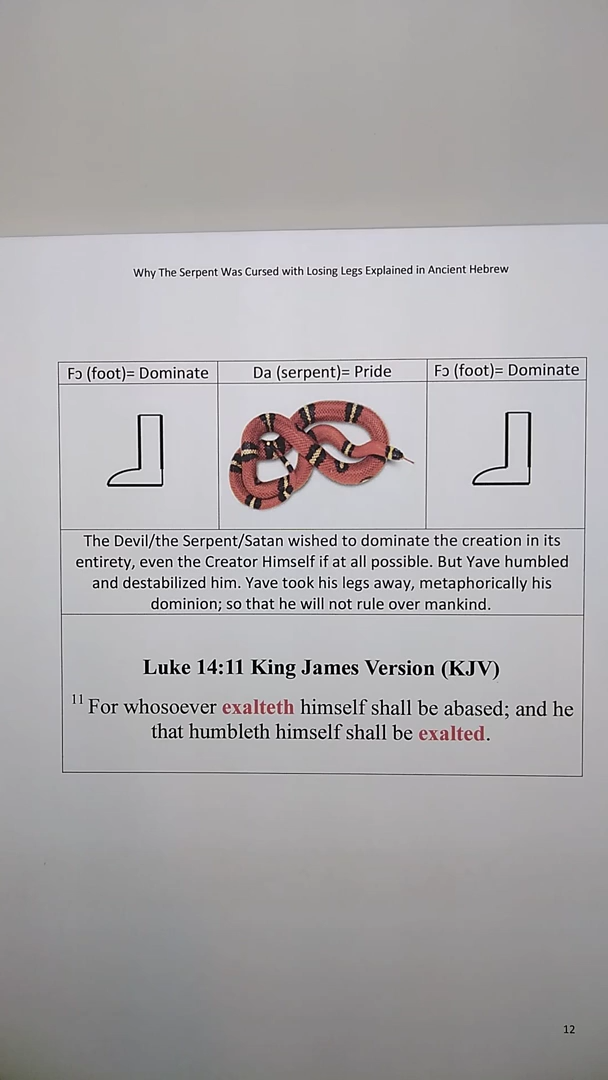 Why The Serpent Was Cursed with Losing Legs Explained in Ancient Hebrew
Fɔ (foot)= Dominate
Da (serpent)= Pride
Fɔ (foot)= Dominate
The Devil/the Serpent/Satan wished to dominate the creation in its
entirety, even the Creator Himself if at all possible. But Yave humbled
and destabilized him. Yave took his legs away, metaphorically his
dominion; so that he will not rule over mankind.
Luke 14:11 King James Version (KJV)
11 For whosoever exalteth himself shall be abased; and he
that humbleth himself shall be exalted.
12